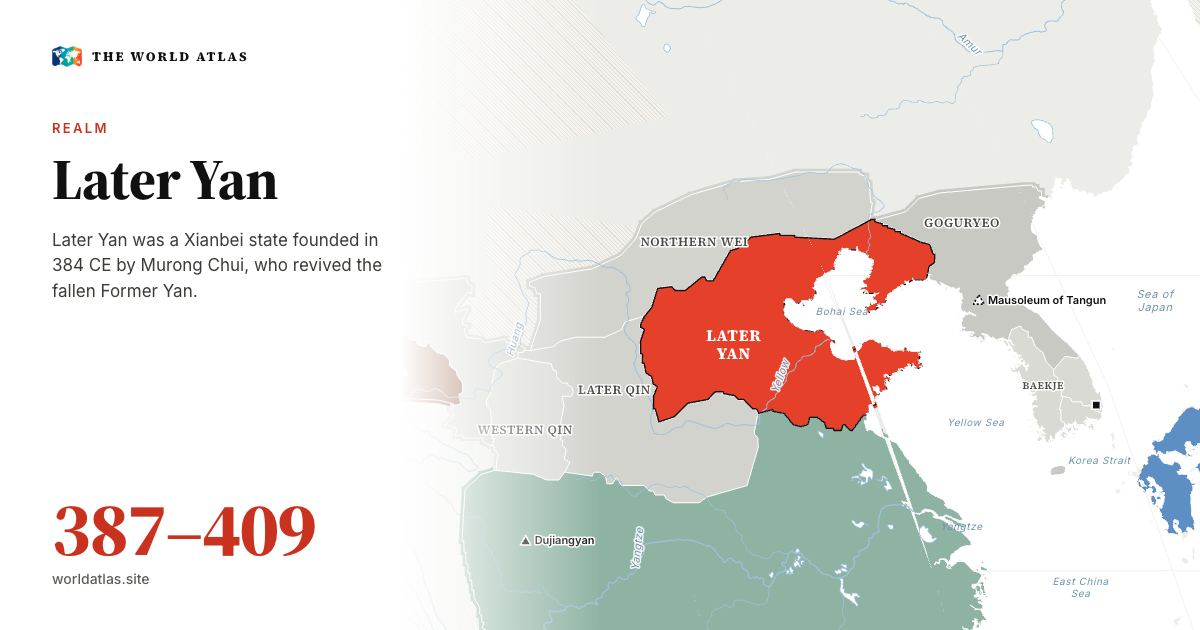 THE WORLD ATLAS
REALM
Later Yan
Later Yan was a Xianbei state founded in
384 CE by Murong Chui, who revived the
fallen Former Yan.
387–409
worldatlas.site
Amur
GOGURYEO
NORTHERN WEI
Mausoleum of Tangun
Sea of
Japan
Bohai Sea
Huang
LATER
YAN
Yellow
BAEKJE
LATER QIN
WESTERN QIN
Yellow Sea
Korea Strait
Yangtze
Dujiangyan
Yangtze
East China
Sea